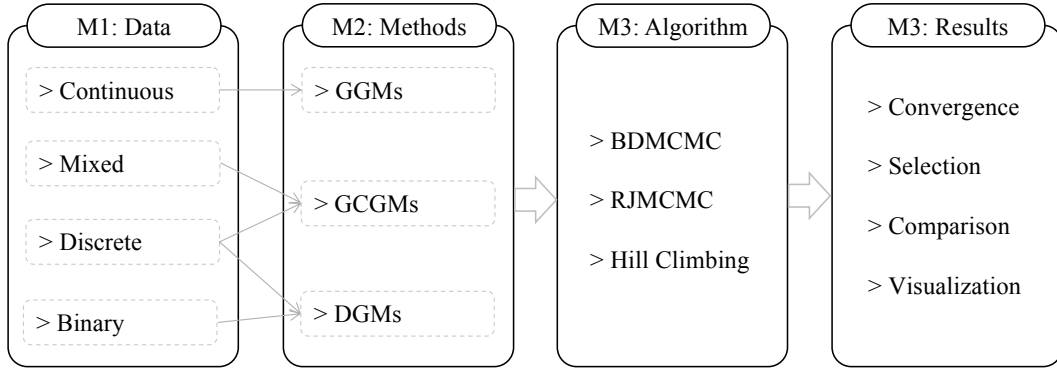 M1: Data
> Continuous
> Mixed
> Discrete
> Binary
M2: Methods
> GGMs
> GCGMs
> DGMs
M3: Algorithm
> BDMCMC
> RJMCMC
> Hill Climbing
M3: Results
> Convergence
> Selection
> Comparison
> Visualization